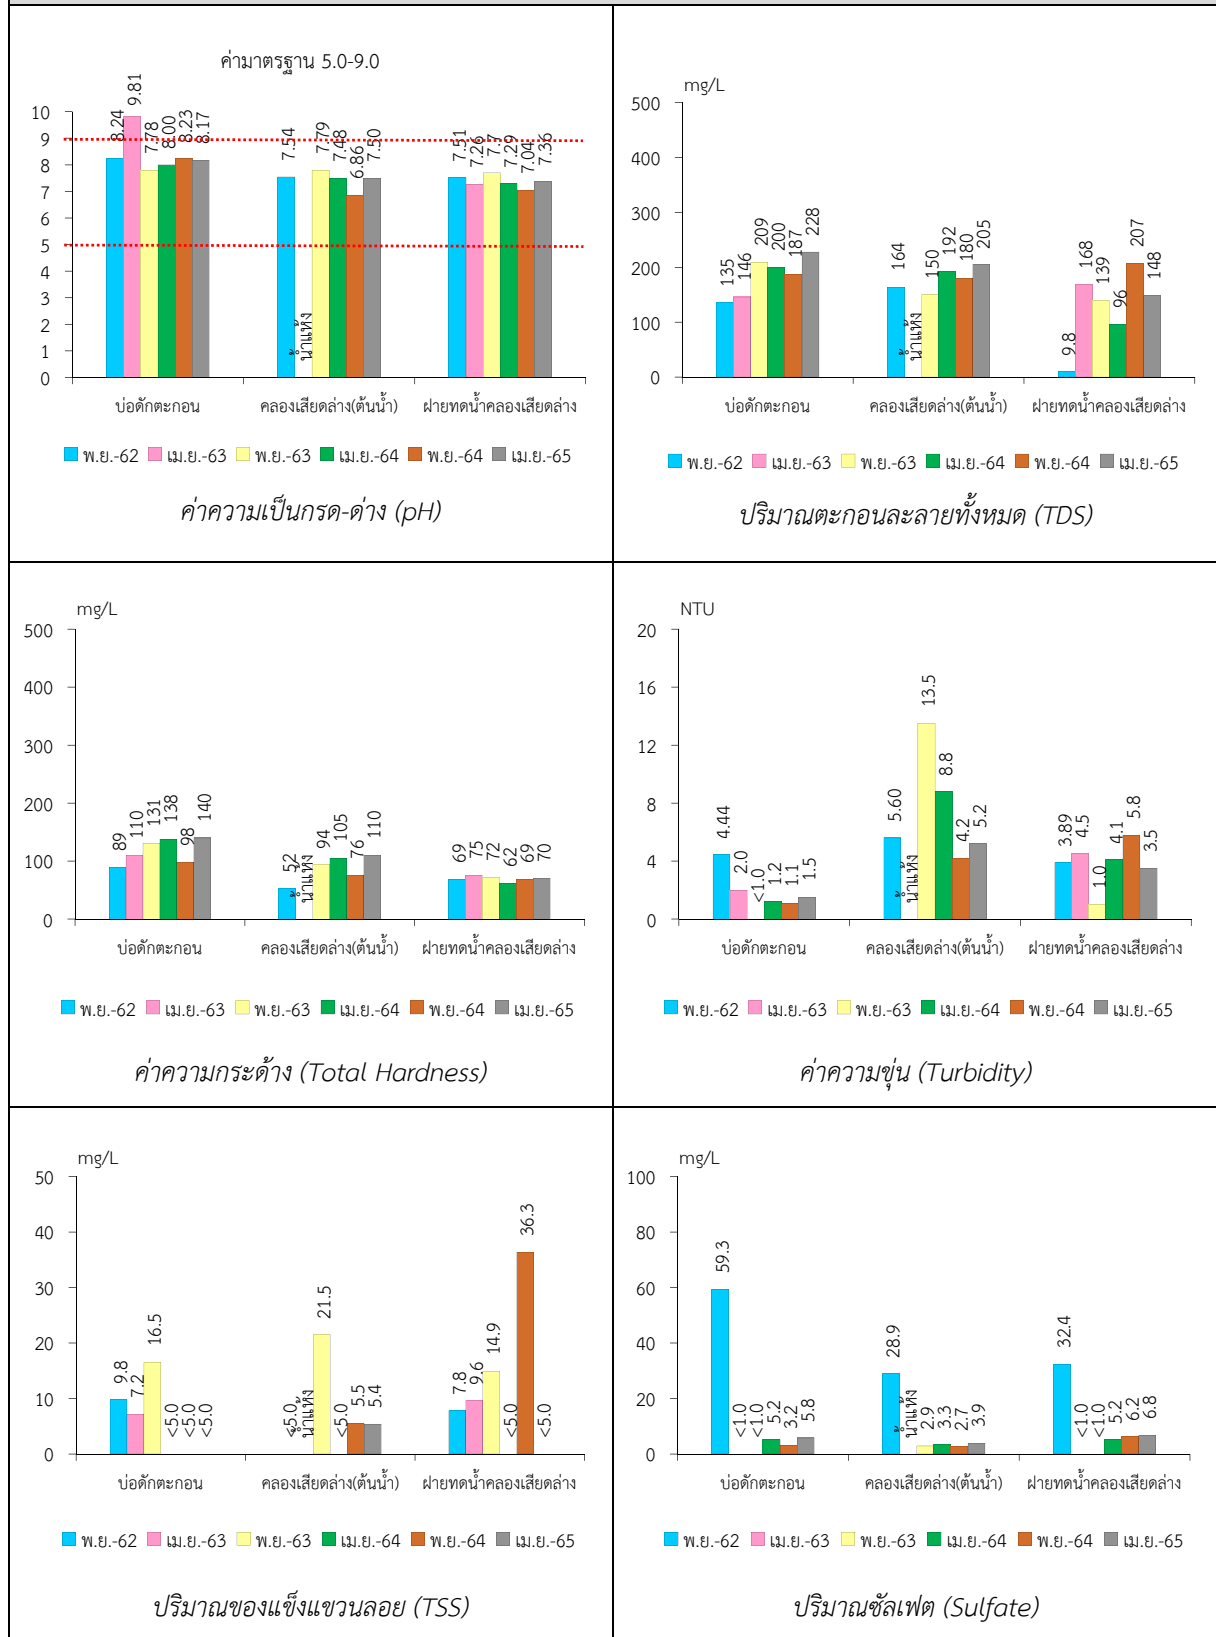 ค่ามาตรฐาน 5.0-9.0
10
9
8
7
6
5
4
3
2
1
0
8.24 9.81 7.78 8.00 8.23 8.17
7.54 น้ำแห้ง 7.79 7.48 6.86 7.50
7.51 7.26 7.7 7.29 7.04 7.36
บ่อดักตะกอน คลองเสียดล่าง(ต้นน้ำ) ฝายทดน้ำคลองเสียดล่าง
พ.ย.-62 เม.ย.-63 พ.ย.-63 เม.ย.-64 พ.ย.-64 เม.ย.-65
ค่าความเป็นกรด-ด่าง (pH)
mg/L
500
400
300
200
100
0
135 146 209 200 187 228
164 น้ำแห้ง 150 192 180 205
9.8 168 139 96 207 148
บ่อดักตะกอน คลองเสียดล่าง(ต้นน้ำ) ฝายทดน้ำคลองเสียดล่าง
พ.ย.-62 เม.ย.-63 พ.ย.-63 เม.ย.-64 พ.ย.-64 เม.ย.-65
ปริมาณตะกอนละลายทั้งหมด (TDS)
mg/L
500
400
300
200
100
0
89 110 131 138 98 140
52 น้ำแห้ง 94 105 76 110
69 75 72 62 69 70
บ่อดักตะกอน คลองเสียดล่าง(ต้นน้ำ) ฝายทดน้ำคลองเสียดล่าง
พ.ย.-62 เม.ย.-63 พ.ย.-63 เม.ย.-64 พ.ย.-64 เม.ย.-65
ค่าความกระด้าง (Total Hardness)
NTU
20
16
12
8
4
0
4.44 2.0 <1.0 1.2 1.1 1.5
5.60 น้ำแห้ง 13.5 8.8 4.2 5.2
3.89 4.5 1.0 4.1 5.8 3.5
บ่อดักตะกอน คลองเสียดล่าง(ต้นน้ำ) ฝายทดน้ำคลองเสียดล่าง
พ.ย.-62 เม.ย.-63 พ.ย.-63 เม.ย.-64 พ.ย.-64 เม.ย.-65
ค่าความขุ่น (Turbidity)
mg/L
50
40
30
20
10
0
9.8 7.2 16.5 <5.0 <5.0 <5.0
<5.0 น้ำแห้ง 21.5 <5.0 5.5 5.4
7.8 9.6 14.9 <5.0 36.3 <5.0
บ่อดักตะกอน คลองเสียดล่าง(ต้นน้ำ) ฝายทดน้ำคลองเสียดล่าง
พ.ย.-62 เม.ย.-63 พ.ย.-63 เม.ย.-64 พ.ย.-64 เม.ย.-65
ปริมาณของแข็งแขวนลอย (TSS)
mg/L
100
80
60
40
20
0
59.3 <1.0 <1.0 5.2 3.2 5.8
28.9 น้ำแห้ง 2.9 3.3 2.7 3.9
32.4 <1.0 <1.0 5.2 6.2 6.8
บ่อดักตะกอน คลองเสียดล่าง(ต้นน้ำ) ฝายทดน้ำคลองเสียดล่าง
พ.ย.-62 เม.ย.-63 พ.ย.-63 เม.ย.-64 พ.ย.-64 เม.ย.-65
ปริมาณซัลเฟต (Sulfate)